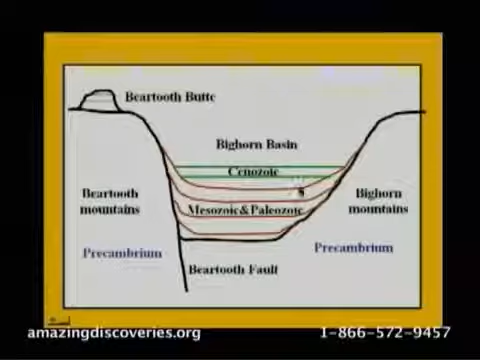 Beartooth Butte
Bighorn Basin
Cenozoic
Beartooth
mountains
Bighorn
mountains
Mesozoic&Paleozoic
Precambrium
Precambrium
Beartooth Fault
amazingdiscoveries.org
1-866-572-9457